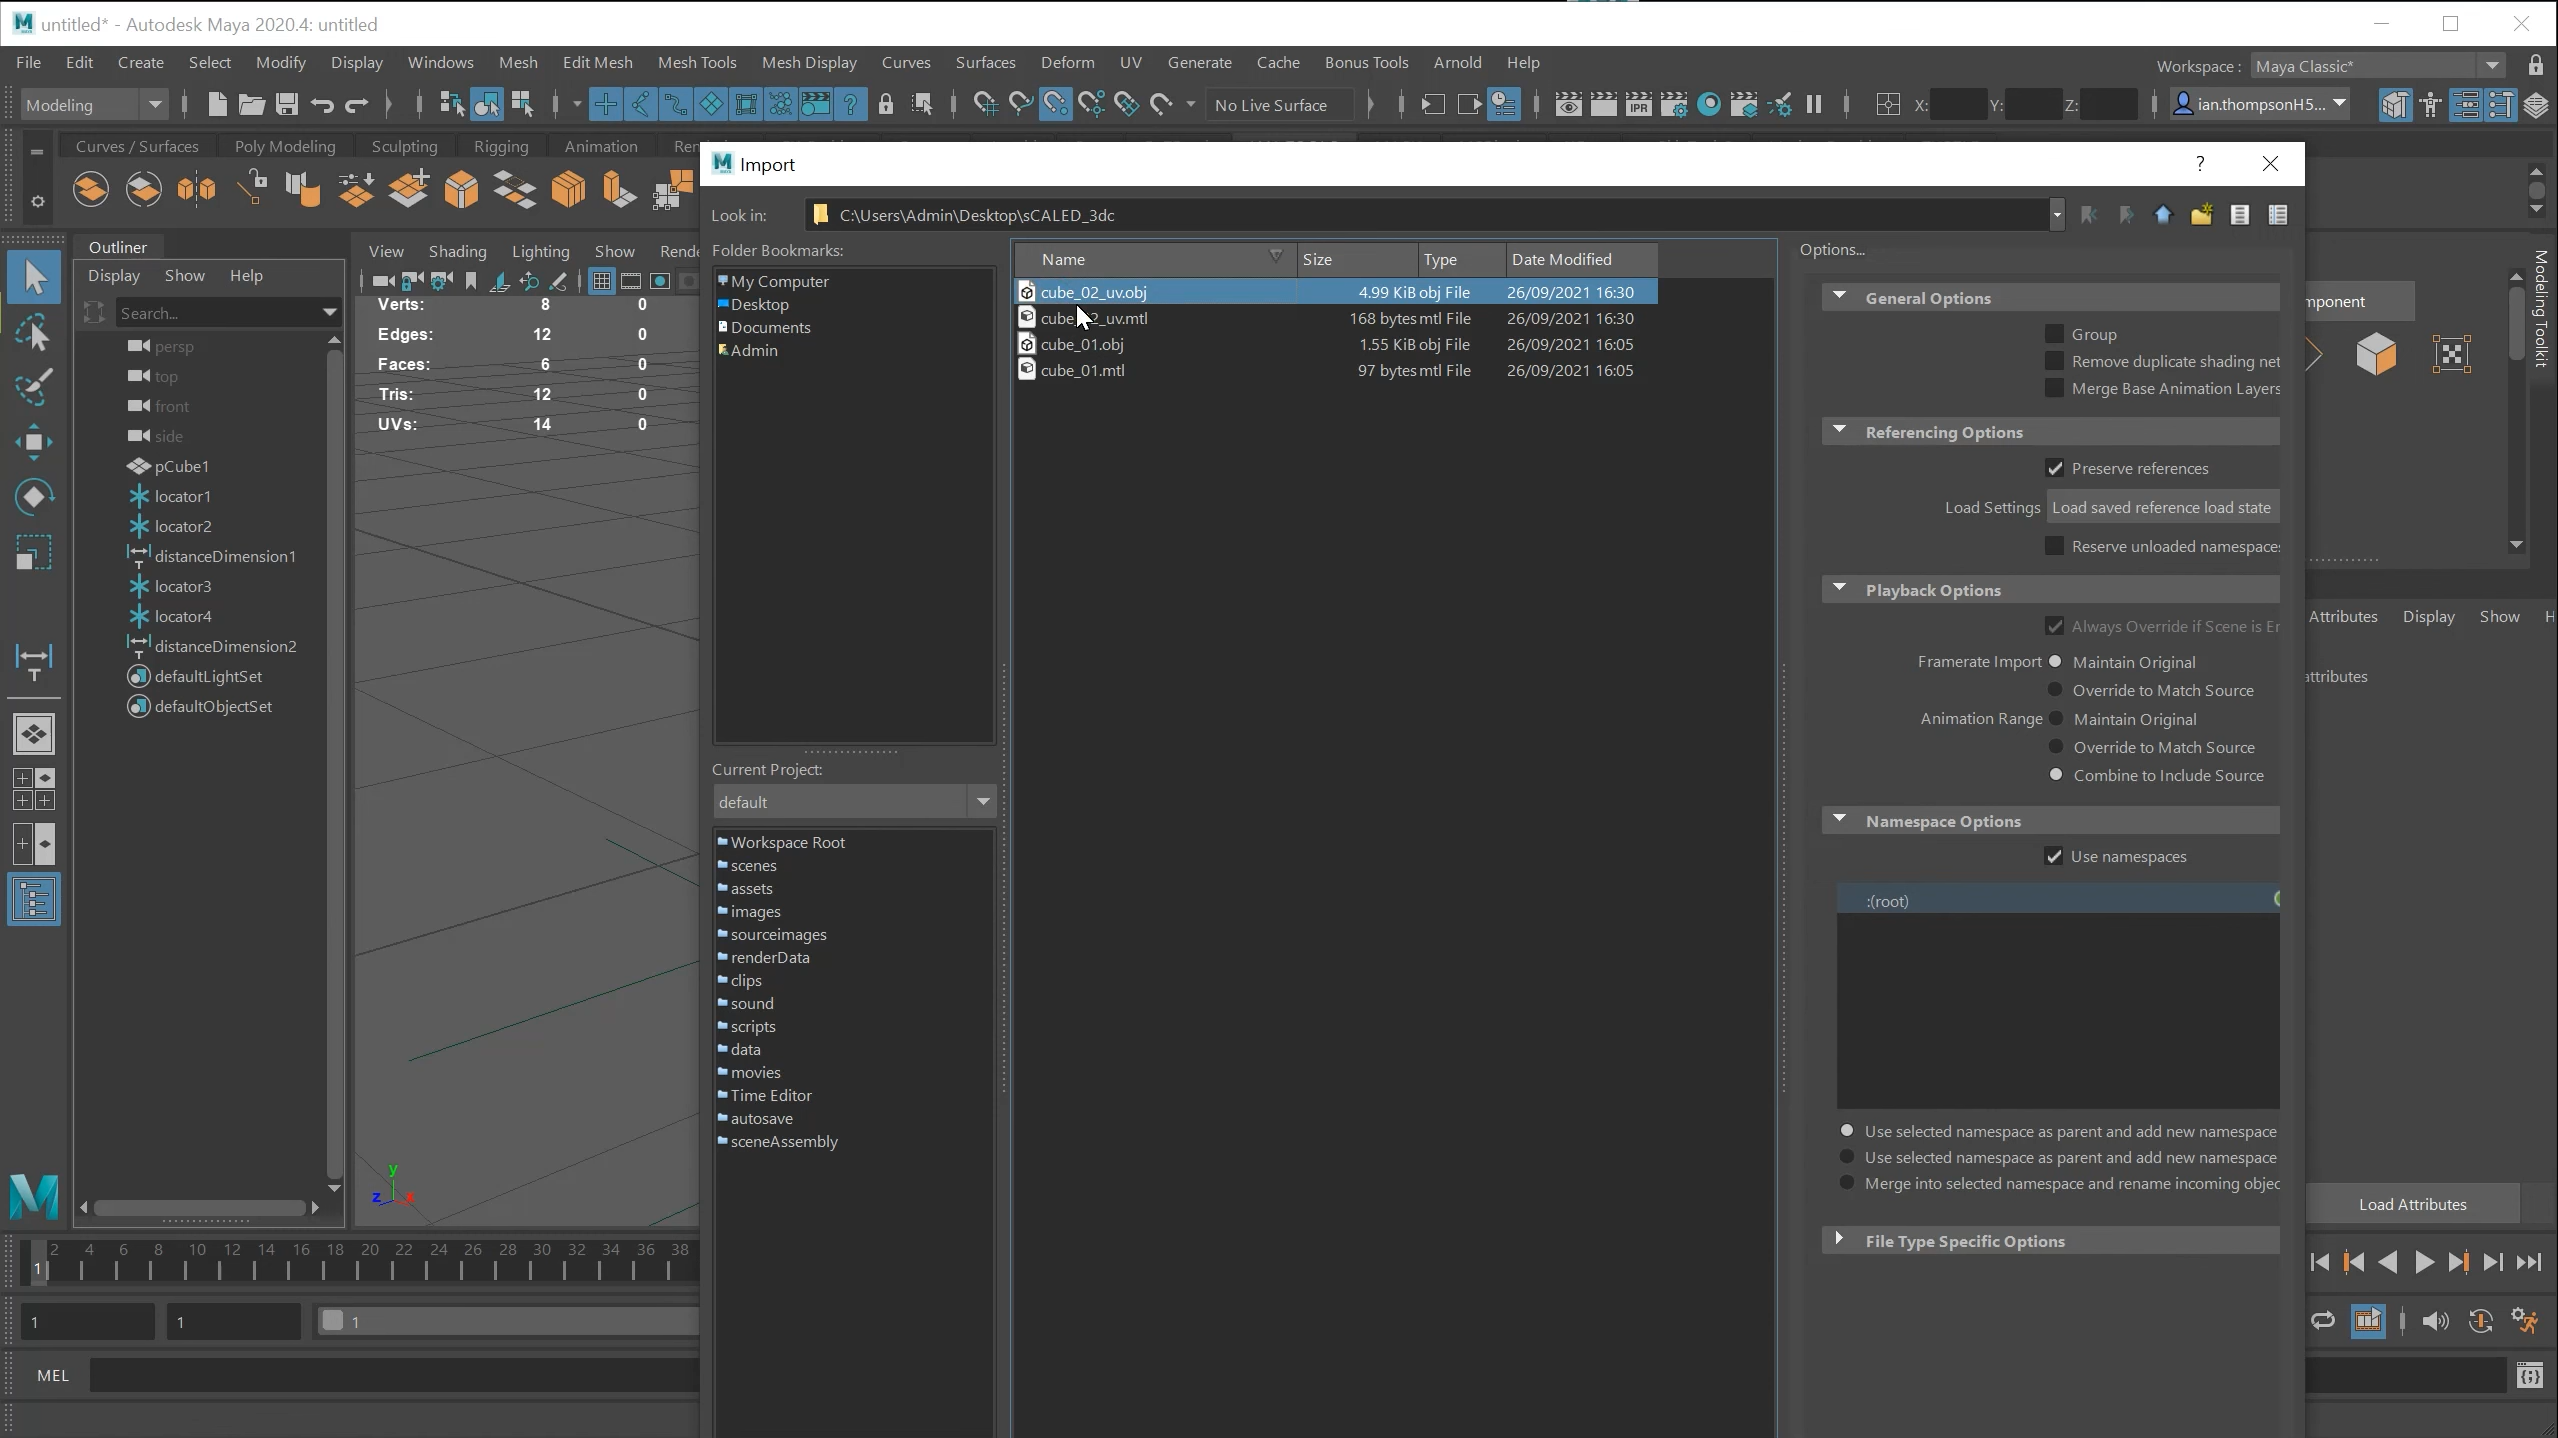 untitled* - Autodesk Maya 2020.4: untitled
File Edit Create Select Modify Display Windows Mesh Edit Mesh Mesh Tools Mesh Display Curves Surfaces Deform UV Generate Cache Bonus Tools Arnold Help
Workspace : Maya Classic*
Modeling
No Live Surface
IPR
X: Y: Z:
ian.thompsonH5...
Curves / Surfaces Poly Modeling Sculpting Rigging Animation
Import
?
Look in: C:\Users\Admin\Desktop\sCALED_3dc
Outliner
Display Show Help
Search...
persp
top
front
side
pCube1
locator1
locator2
distanceDimension1
locator3
locator4
distanceDimension2
defaultLightSet
defaultObjectSet
View Shading Lighting Show
Verts: 8 0
Edges: 12 0
Faces: 6 0
Tris: 12 0
UVs: 14 0
y
z x
Folder Bookmarks:
My Computer
Desktop
Documents
Admin
Current Project:
default
Workspace Root
scenes
assets
images
sourceimages
renderData
clips
sound
scripts
data
movies
Time Editor
autosave
sceneAssembly
Name Size Type Date Modified
cube_02_uv.obj 4.99 KiB obj File 26/09/2021 16:30
cube_02_uv.mtl 168 bytes mtl File 26/09/2021 16:30
cube_01.obj 1.55 KiB obj File 26/09/2021 16:05
cube_01.mtl 97 bytes mtl File 26/09/2021 16:05
Options...
General Options
Group
Remove duplicate shading net
Merge Base Animation Layers
Referencing Options
Preserve references
Load Settings Load saved reference load state
Reserve unloaded namespaces
Playback Options
Always Override if Scene is Er
Framerate Import Maintain Original
Override to Match Source
Animation Range Maintain Original
Override to Match Source
Combine to Include Source
Namespace Options
Use namespaces
:(root)
Use selected namespace as parent and add new namespace
Use selected namespace as parent and add new namespace
Merge into selected namespace and rename incoming objec
File Type Specific Options
mponent
Modeling Toolkit
Attributes Display Show H
attributes
Load Attributes
2 4 6 8 10 12 14 16 18 20 22 24 26 28 30 32 34 36 38
1
1 1 1
MEL